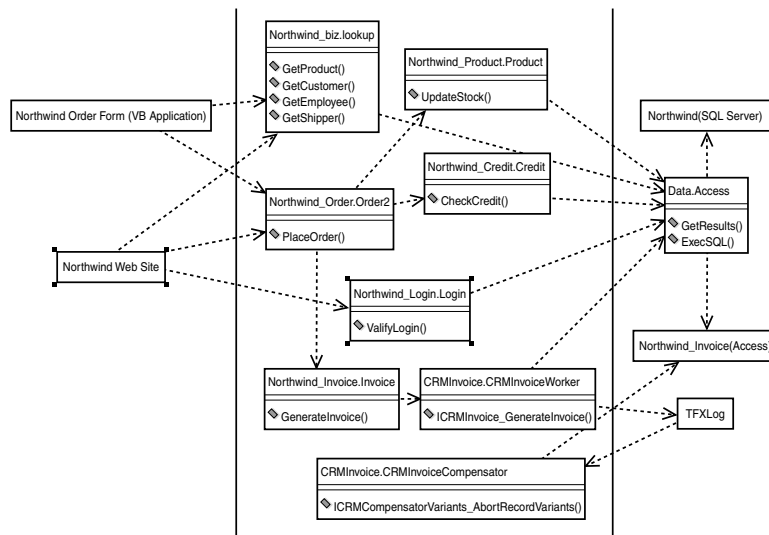 Northwind_biz.lookup
GetProduct()
GetCustomer()
GetEmployee()
GetShipper()
Northwind_Product.Product
UpdateStock()
Northwind Order Form (VB Application)
Northwind(SQL Server)
Northwind_Credit.Credit
CheckCredit()
Data.Access
GetResults()
ExecSQL()
Northwind_Order.Order2
PlaceOrder()
Northwind Web Site
Northwind_Login.Login
ValifyLogin()
Northwind_Invoice(Access)
Northwind_Invoice.Invoice
GenerateInvoice()
CRMInvoice.CRMInvoiceWorker
ICRMInvoice_GenerateInvoice()
TFXLog
CRMInvoice.CRMInvoiceCompensator
ICRMCompensatorVariants_AbortRecordVariants()